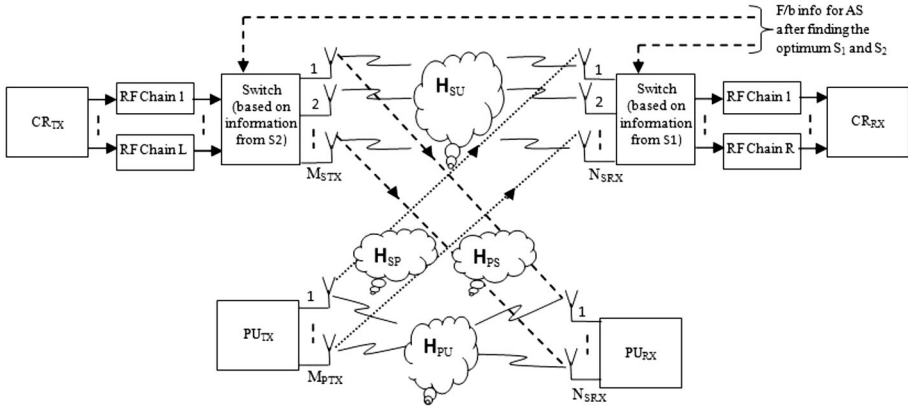 F/b info for AS
after finding the
optimum S1 and S2
CRTX
RF Chain 1
RF Chain L
Switch
(based on
information
from S2)
1
2
MSTX
HSU
1
2
NSRX
Switch
(based on
information
from S1)
RF Chain 1
RF Chain R
CRRX
HSP
HPS
PUTX
1
MPTX
HPU
1
NSRX
PURX